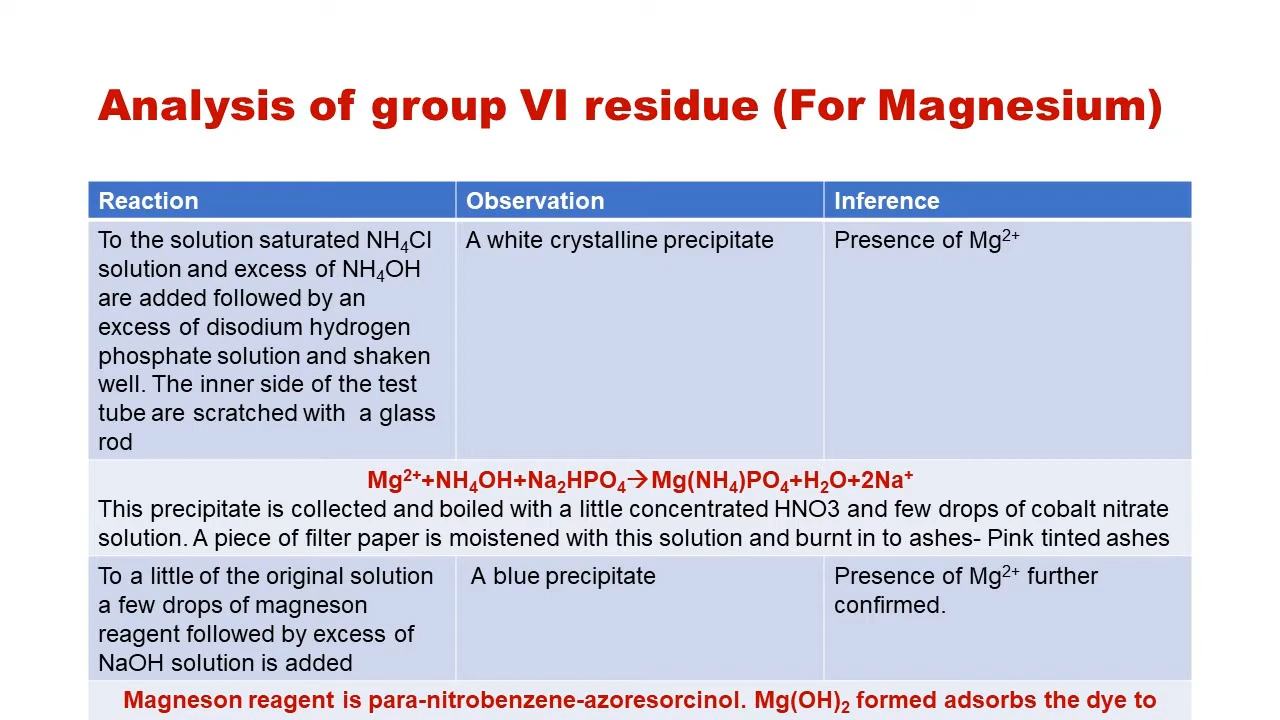 Analysis of group VI residue (For Magnesium)
Reaction
Observation
Inference
To the solution saturated NH₄Cl
solution and excess of NH₄OH
are added followed by an
excess of disodium hydrogen
phosphate solution and shaken
well. The inner side of the test
tube are scratched with a glass
rod
A white crystalline precipitate
Presence of Mg²⁺
Mg²⁺+NH₄OH+Na₂HPO₄→Mg(NH₄)PO₄+H₂O+2Na⁺
This precipitate is collected and boiled with a little concentrated HNO3 and few drops of cobalt nitrate
solution. A piece of filter paper is moistened with this solution and burnt in to ashes- Pink tinted ashes
To a little of the original solution
a few drops of magneson
reagent followed by excess of
NaOH solution is added
A blue precipitate
Presence of Mg²⁺ further
confirmed.
Magneson reagent is para-nitrobenzene-azoresorcinol. Mg(OH)₂ formed adsorbs the dye to